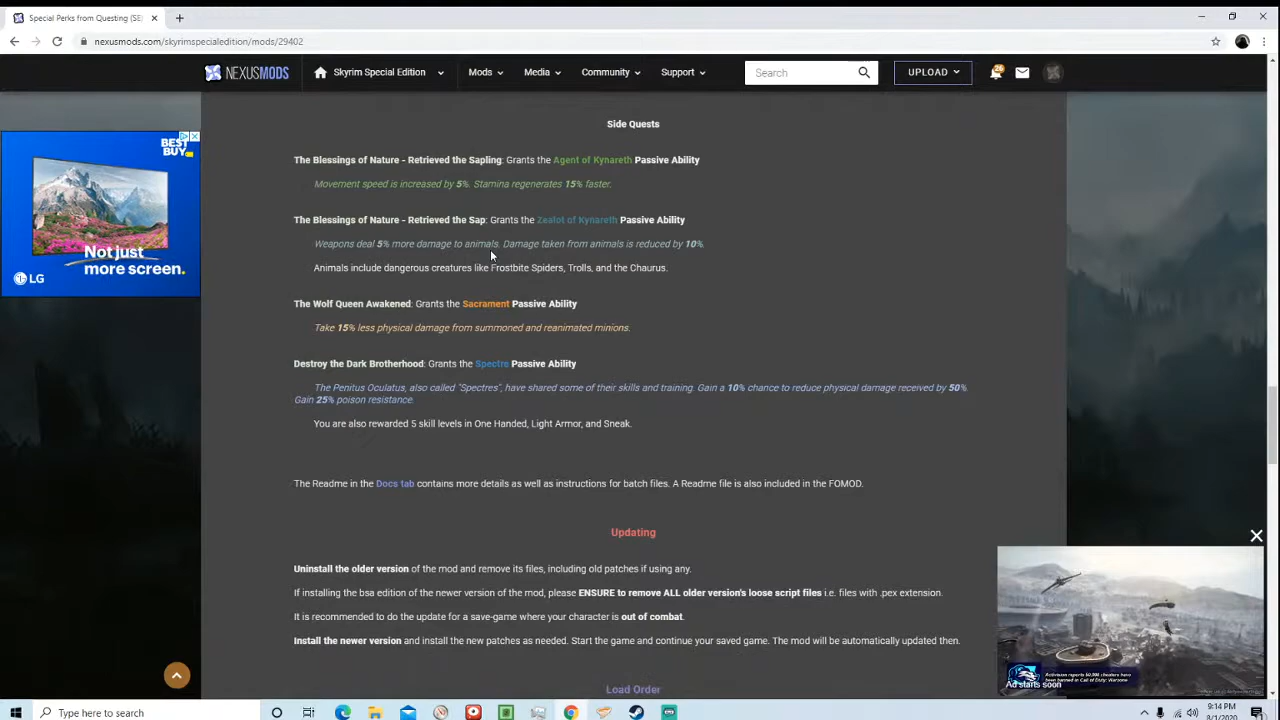 Special Perks from Questing (SE)
nexusmods.com/skyrimspecialedition/mods/29402
NEXUSMODS
Skyrim Special Edition
Mods
Media
Community
Support
Search
UPLOAD
Side Quests
The Blessings of Nature - Retrieved the Sapling: Grants the Agent of Kynareth Passive Ability
Movement speed is increased by 5%. Stamina regenerates 15% faster.
The Blessings of Nature - Retrieved the Sap: Grants the Zealot of Kynareth Passive Ability
Weapons deal 5% more damage to animals. Damage taken from animals is reduced by 10%.
Animals include dangerous creatures like Frostbite Spiders, Trolls, and the Chaurus.
The Wolf Queen Awakened: Grants the Sacrament Passive Ability
Take 15% less physical damage from summoned and reanimated minions.
Destroy the Dark Brotherhood: Grants the Spectre Passive Ability
The Penitus Oculatus, also called "Spectres", have shared some of their skills and training. Gain a 10% chance to reduce physical damage received by 50%.
Gain 25% poison resistance.
You are also rewarded 5 skill levels in One Handed, Light Armor, and Sneak.
The Readme in the Docs tab contains more details as well as instructions for batch files. A Readme file is also included in the FOMOD.
Updating
Uninstall the older version of the mod and remove its files, including old patches if using any.
If installing the bsa edition of the newer version of the mod, please ENSURE to remove ALL older version's loose script files i.e. files with .pex extension.
It is recommended to do the update for a save-game where your character is out of combat.
Install the newer version and install the new patches as needed. Start the game and continue your saved game. The mod will be automatically updated then.
Load Order
BEST BUY
Not just
more screen.
LG
Ad starts soon
Type here to search
9:14 PM
8/1/2020